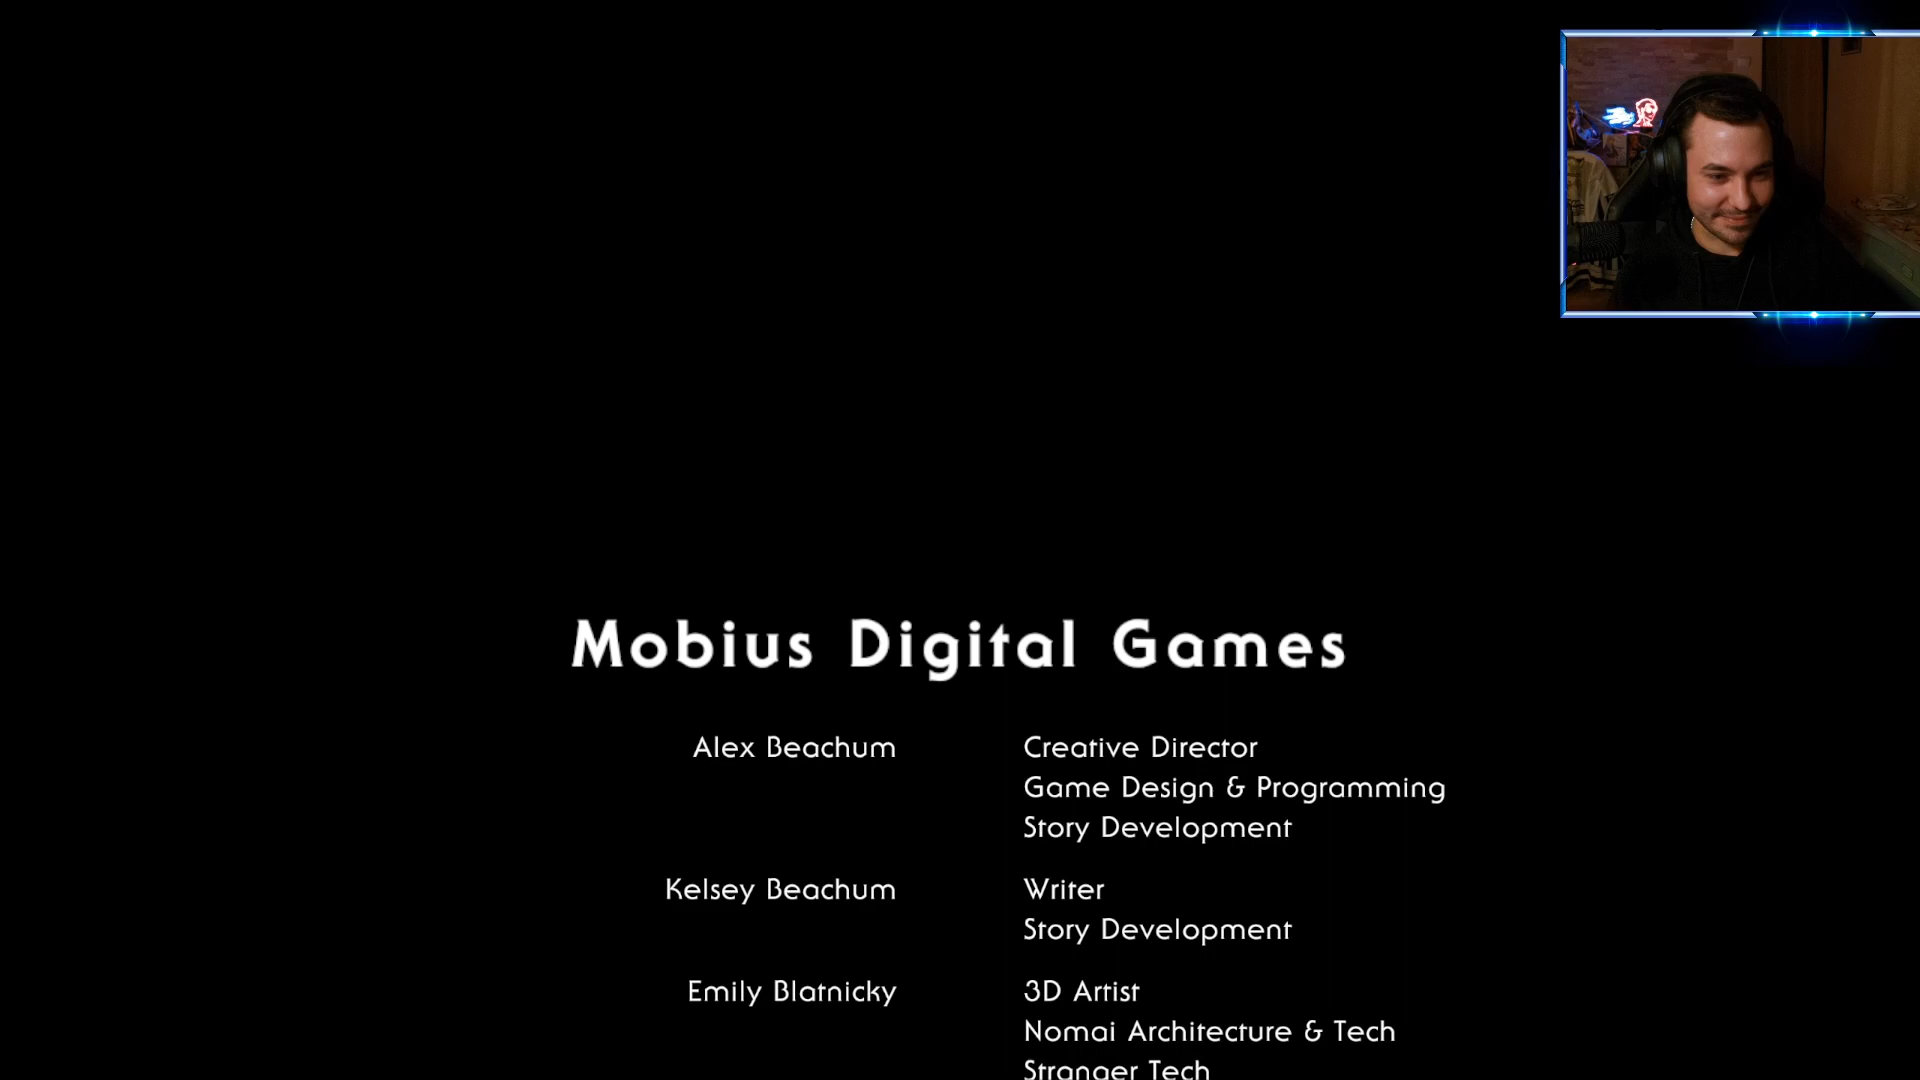 Mobius Digital Games
Alex Beachum Creative Director
Game Design & Programming
Story Development
Kelsey Beachum Writer
Story Development
Emily Blatnicky 3D Artist
Nomai Architecture & Tech
Stranger Tech